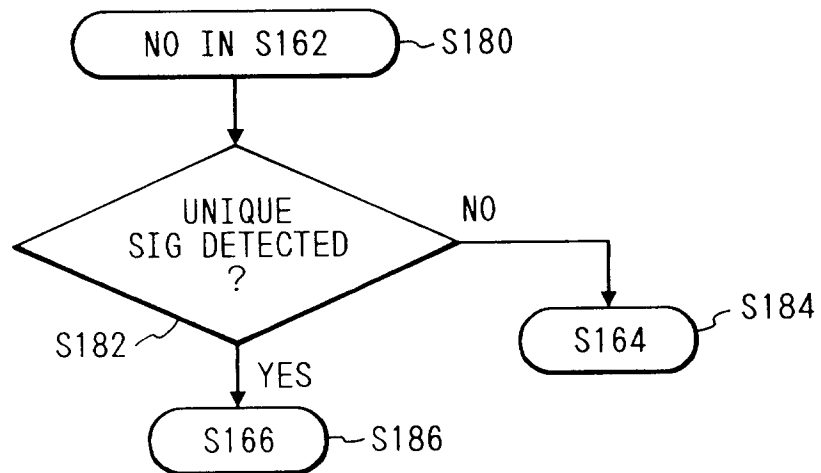 NO IN S162
S180
UNIQUE
SIG DETECTED
?
NO
S182
YES
S164
S184
S166
S186